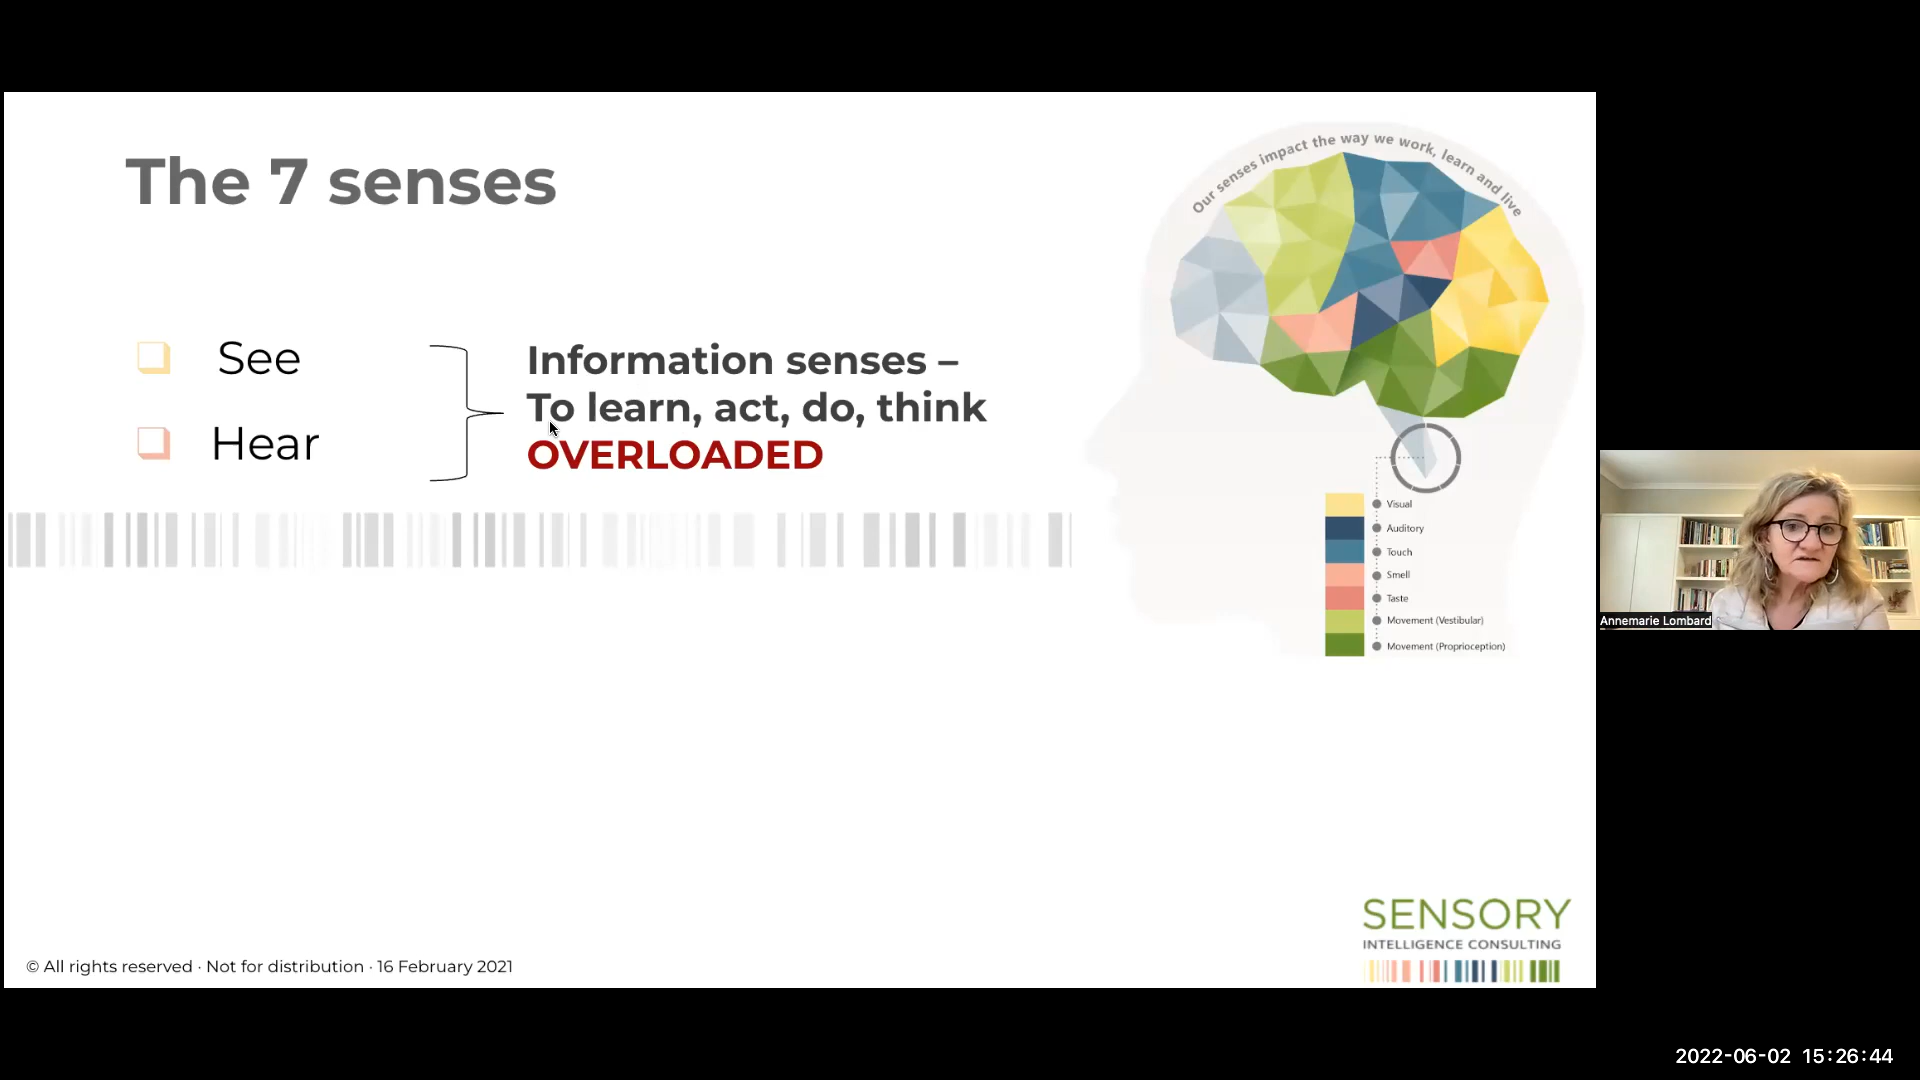 The 7 senses
Our senses impact the way we work, learn and live
See
Hear
Information senses –
To learn, act, do, think
OVERLOADED
Visual
Auditory
Touch
Smell
Taste
Movement (Vestibular)
Movement (Proprioception)
Annemarie Lombard
SENSORY
INTELLIGENCE CONSULTING
© All rights reserved · Not for distribution · 16 February 2021
2022-06-02 15:26:44